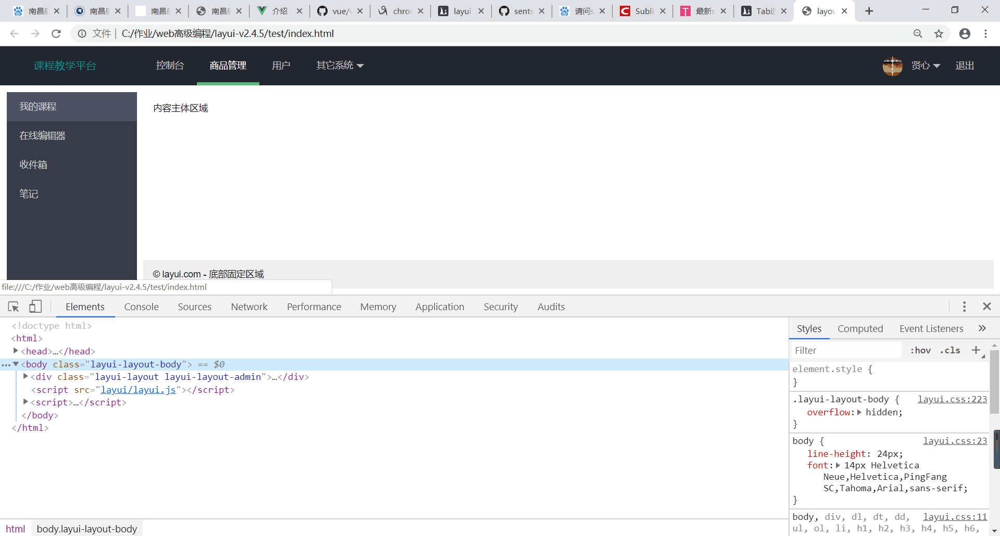 南昌 南昌 南昌 南昌 介绍 vue/ chror layui sents 请问s Subli 最新s Tab layou
文件 | C:/作业/web高级编程/layui-v2.4.5/test/index.html
课程教学平台 控制台 商品管理 用户 其它系统 贤心 退出
我的课程
内容主体区域
在线编辑器
收件箱
笔记
© layui.com - 底部固定区域
file:///C:/作业/web高级编程/layui-v2.4.5/test/index.html
Elements Console Sources Network Performance Memory Application Security Audits
<!doctype html>
<html>
<head>…</head>
<body class="layui-layout-body"> == $0
<div class="layui-layout layui-layout-admin">…</div>
<script src="layui/layui.js"></script>
<script>…</script>
</body>
</html>
html body.layui-layout-body
Styles Computed Event Listeners »
Filter :hov .cls +
element.style {
}
.layui-layout-body { layui.css:223
overflow: hidden;
}
body { layui.css:23
line-height: 24px;
font: 14px Helvetica
Neue,Helvetica,PingFang
SC,Tahoma,Arial,sans-serif;
}
body, div, dl, dt, dd, layui.css:11
ul, ol, li, h1, h2, h3, h4, h5, h6,